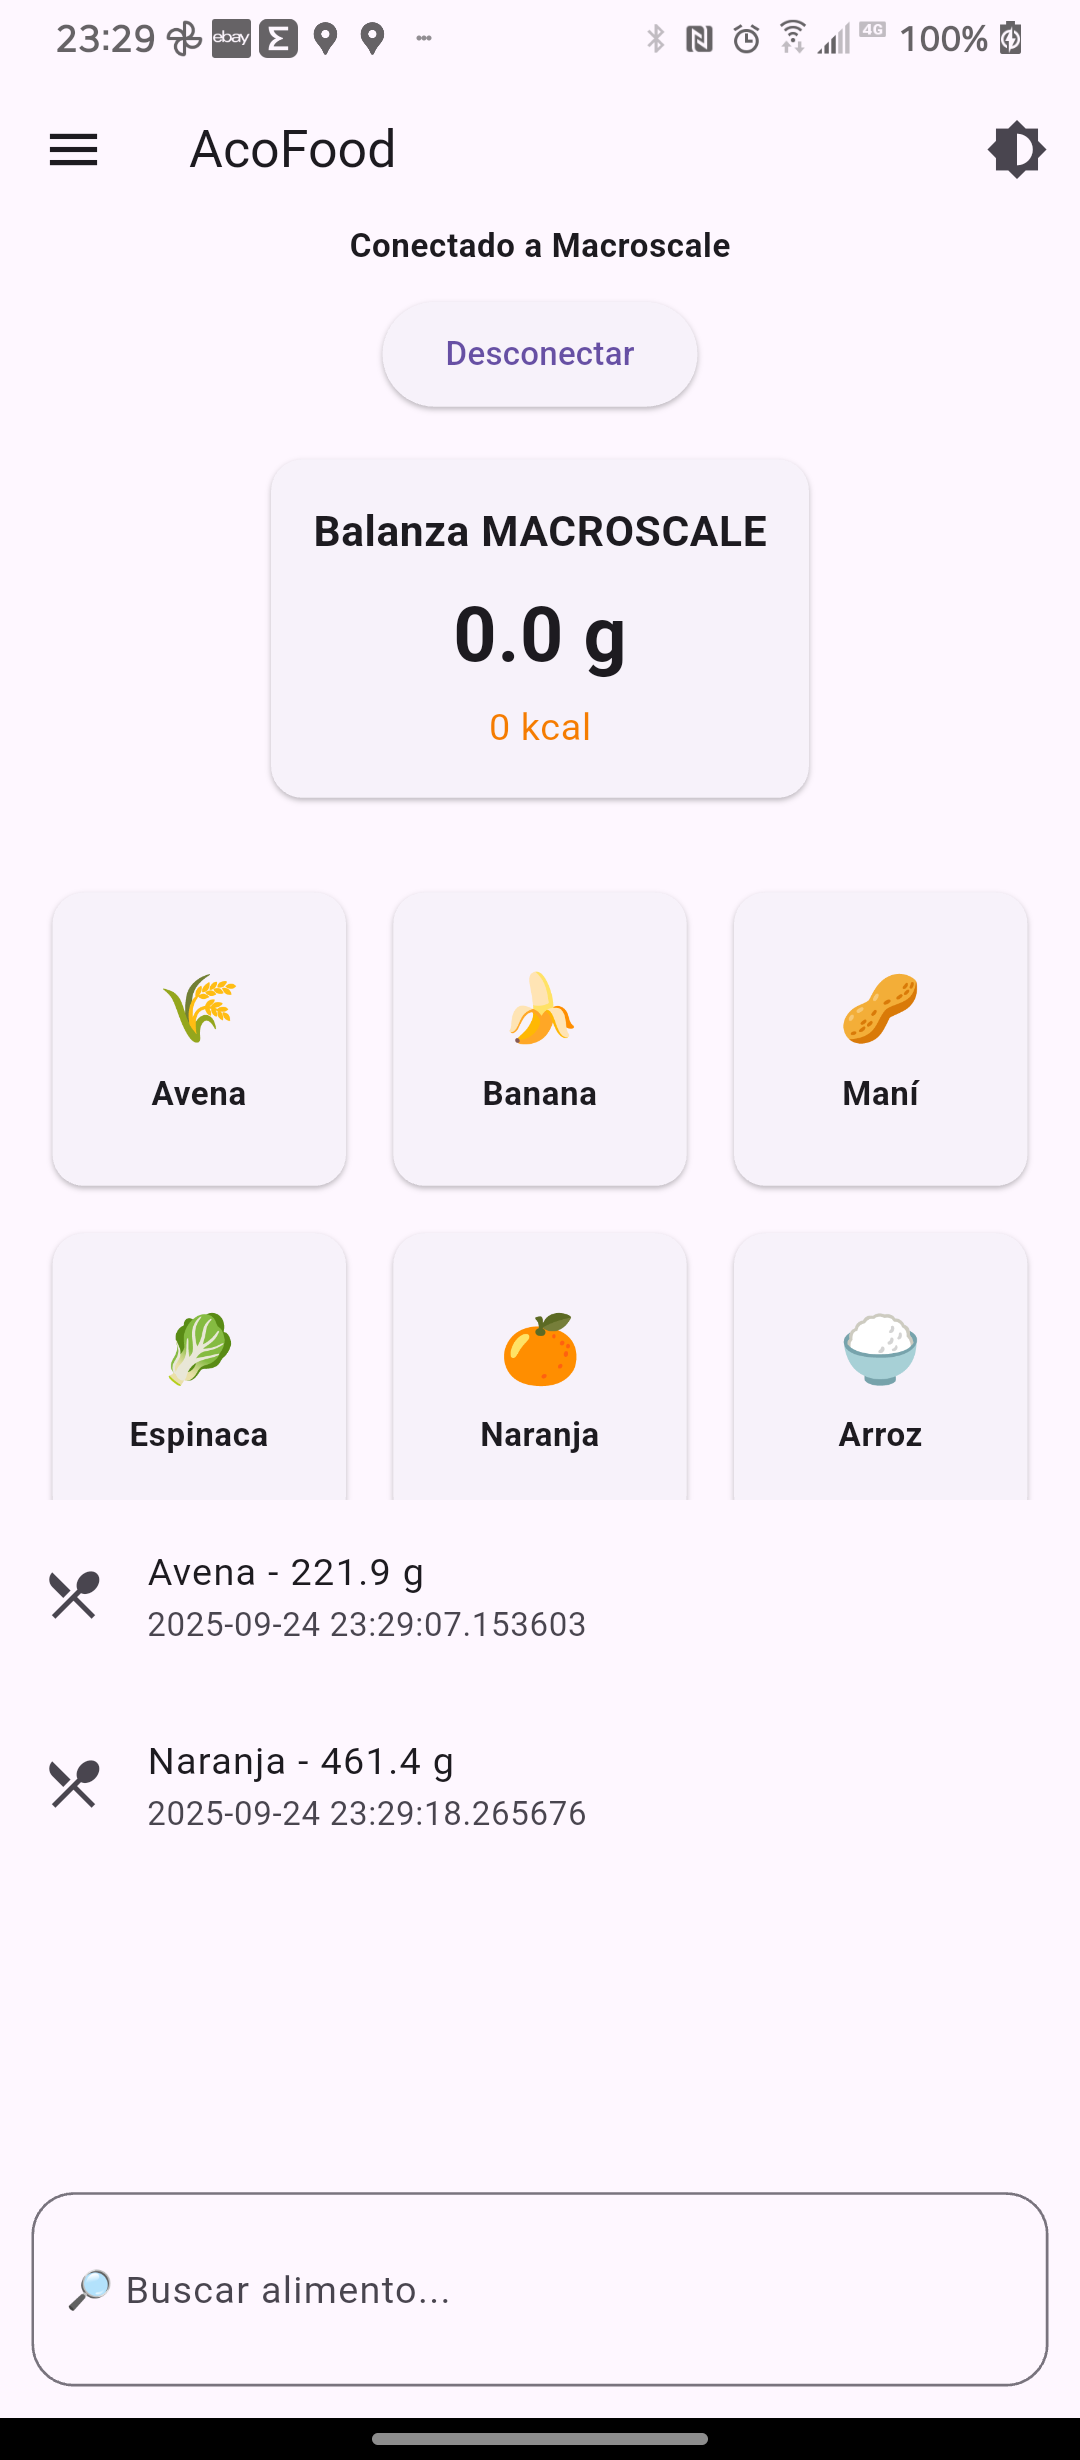 23:29 ebay 4G 100%
AcoFood
Conectado a Macroscale
Desconectar
Balanza MACROSCALE
0.0 g
0 kcal
Avena Banana Maní
Espinaca Naranja Arroz
Avena - 221.9 g
2025-09-24 23:29:07.153603
Naranja - 461.4 g
2025-09-24 23:29:18.265676
🔎 Buscar alimento...